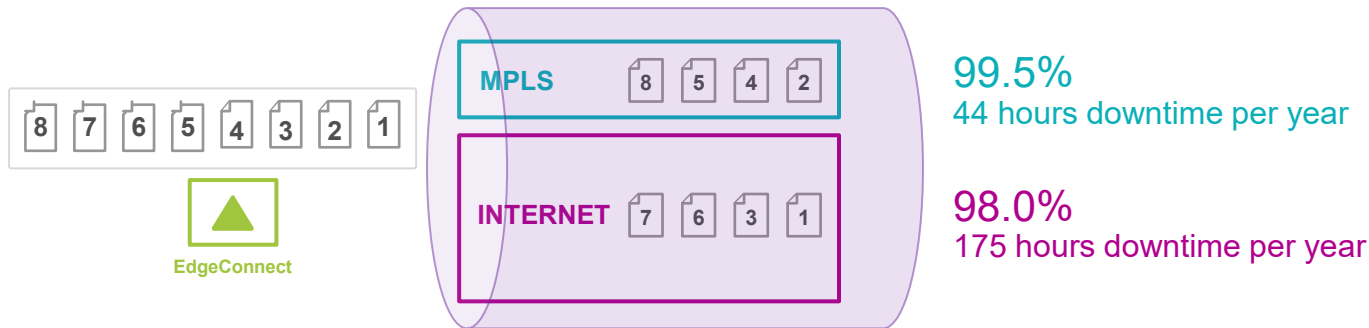 MPLS 8 5 4 2
99.5%
44 hours downtime per year
8 7 6 5 4 3 2 1
INTERNET 7 6 3 1
98.0%
175 hours downtime per year
EdgeConnect